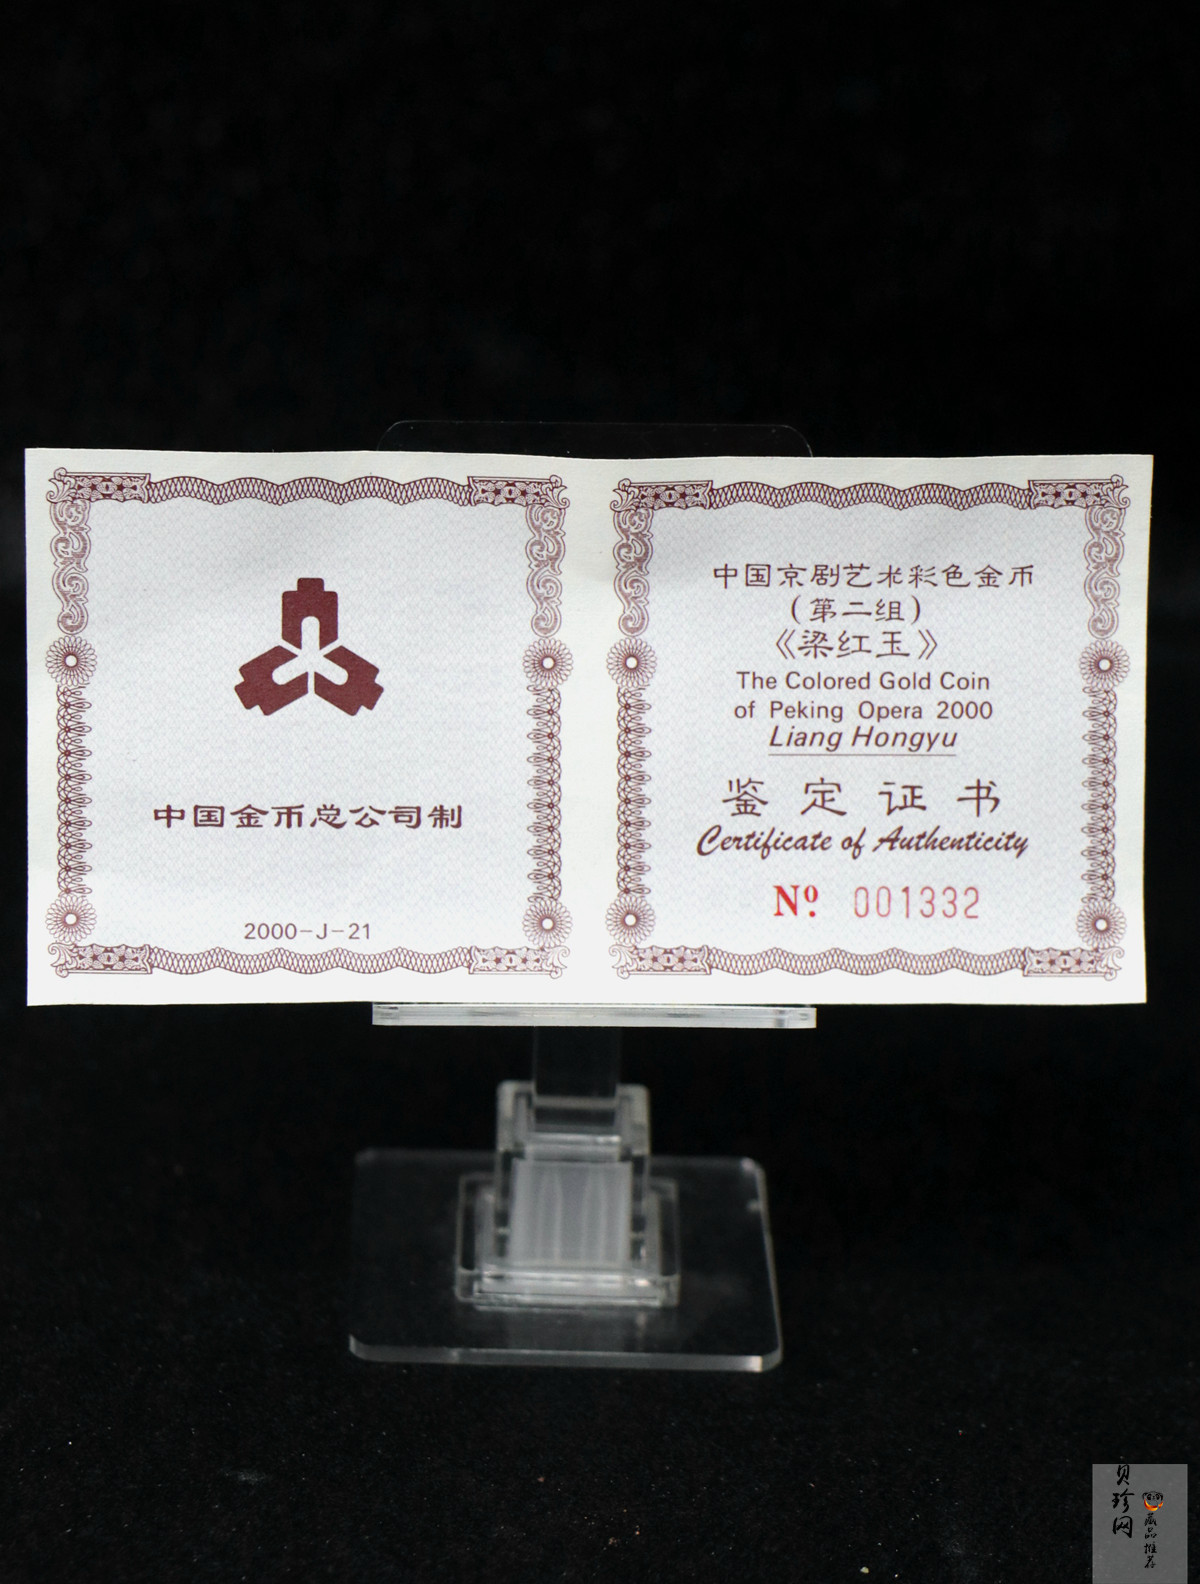 中国金币总公司制
2000-J-21
中国京剧艺术彩色金币
(第二组)
《梁红玉》
The Colored Gold Coin
of Peking Opera 2000
Liang Hongyu
鉴定证书
Certificate of Authenticity
Nº. 001332
贝珍网
藏品推荐